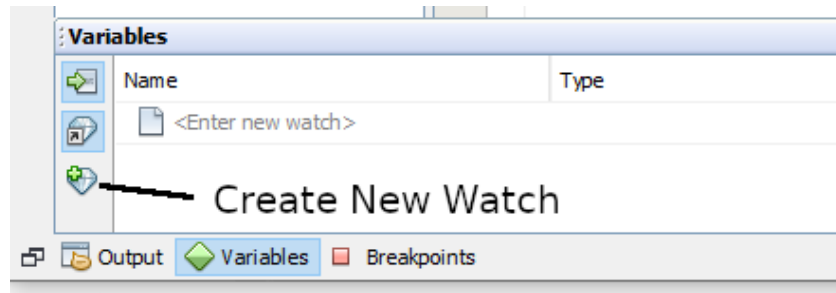 Variables
Name Type
<Enter new watch>
Create New Watch
Output Variables Breakpoints